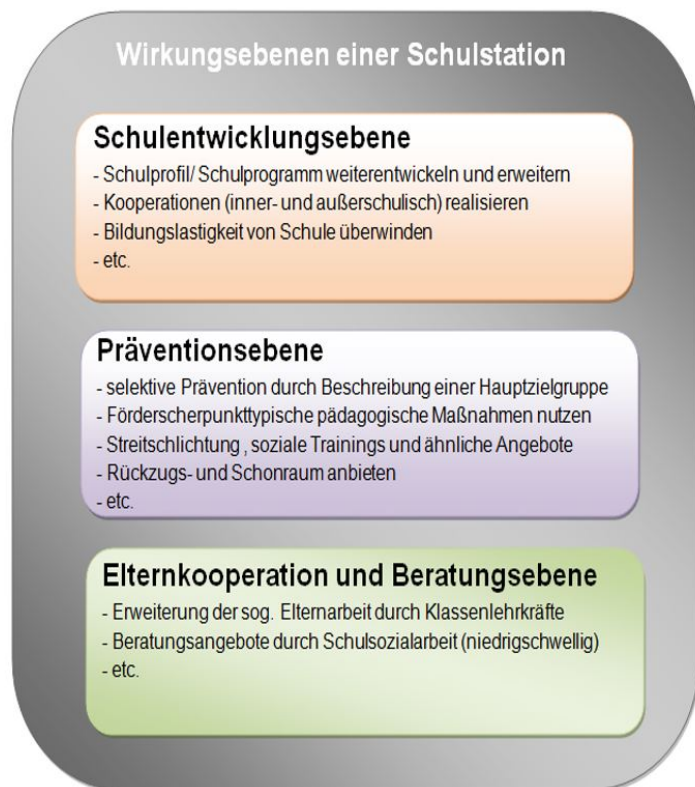 Wirkungsebenen einer Schulstation
Schulentwicklungsebene
- Schulprofil/ Schulprogramm weiterentwickeln und erweitern
- Kooperationen (inner- und außerschulisch) realisieren
- Bildungslastigkeit von Schule überwinden
- etc.
Präventionsebene
- selektive Prävention durch Beschreibung einer Hauptzielgruppe
- Förderscherpunkttypische pädagogische Maßnahmen nutzen
- Streitschlichtung , soziale Trainings und ähnliche Angebote
- Rückzugs- und Schonraum anbieten
- etc.
Elternkooperation und Beratungsebene
- Erweiterung der sog. Elternarbeit durch Klassenlehrkräfte
- Beratungsangebote durch Schulsozialarbeit (niedrigschwellig)
- etc.